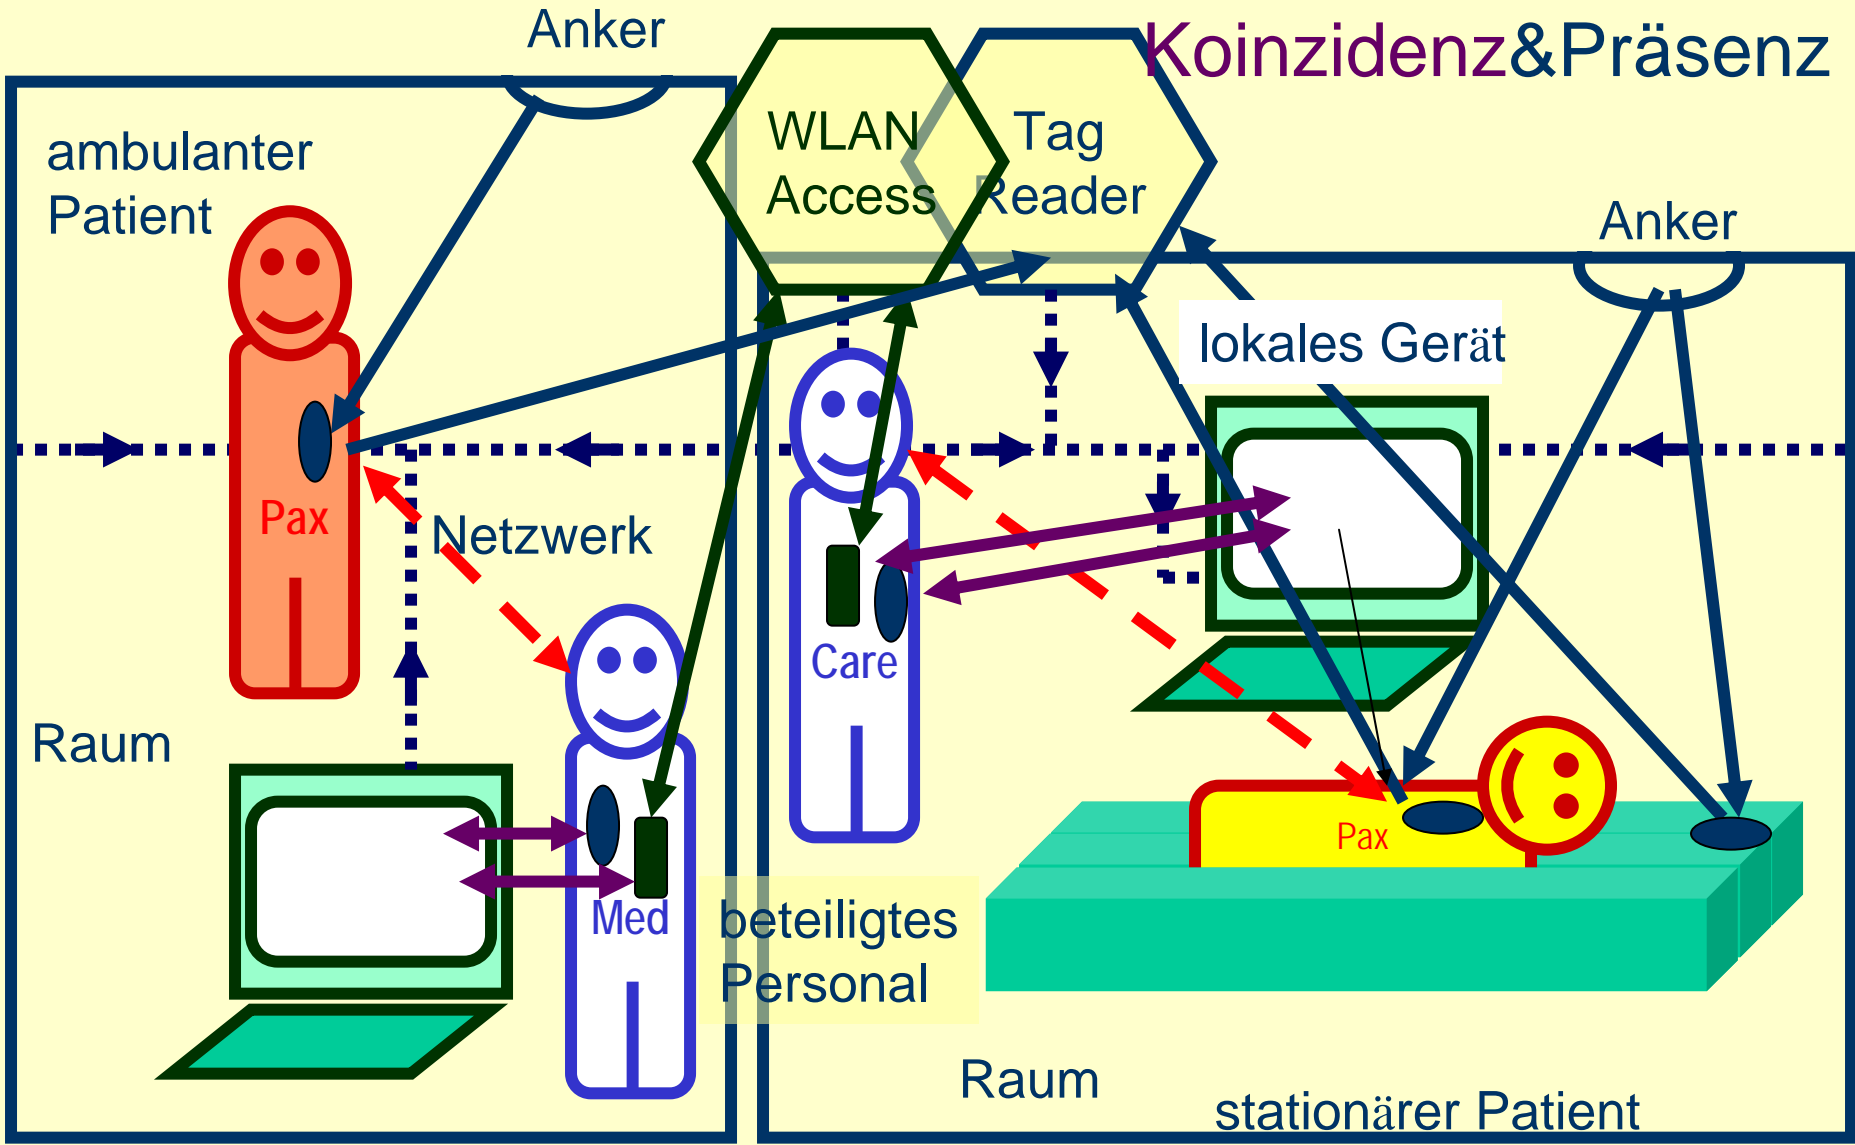 Koinzidenz&Präsenz
Anker
WLAN
Access
Tag
Reader
ambulanter
Patient
Anker
lokales Gerät
Pax
Netzwerk
Care
Raum
Pax
Med
beteiligtes
Personal
Raum
stationärer Patient